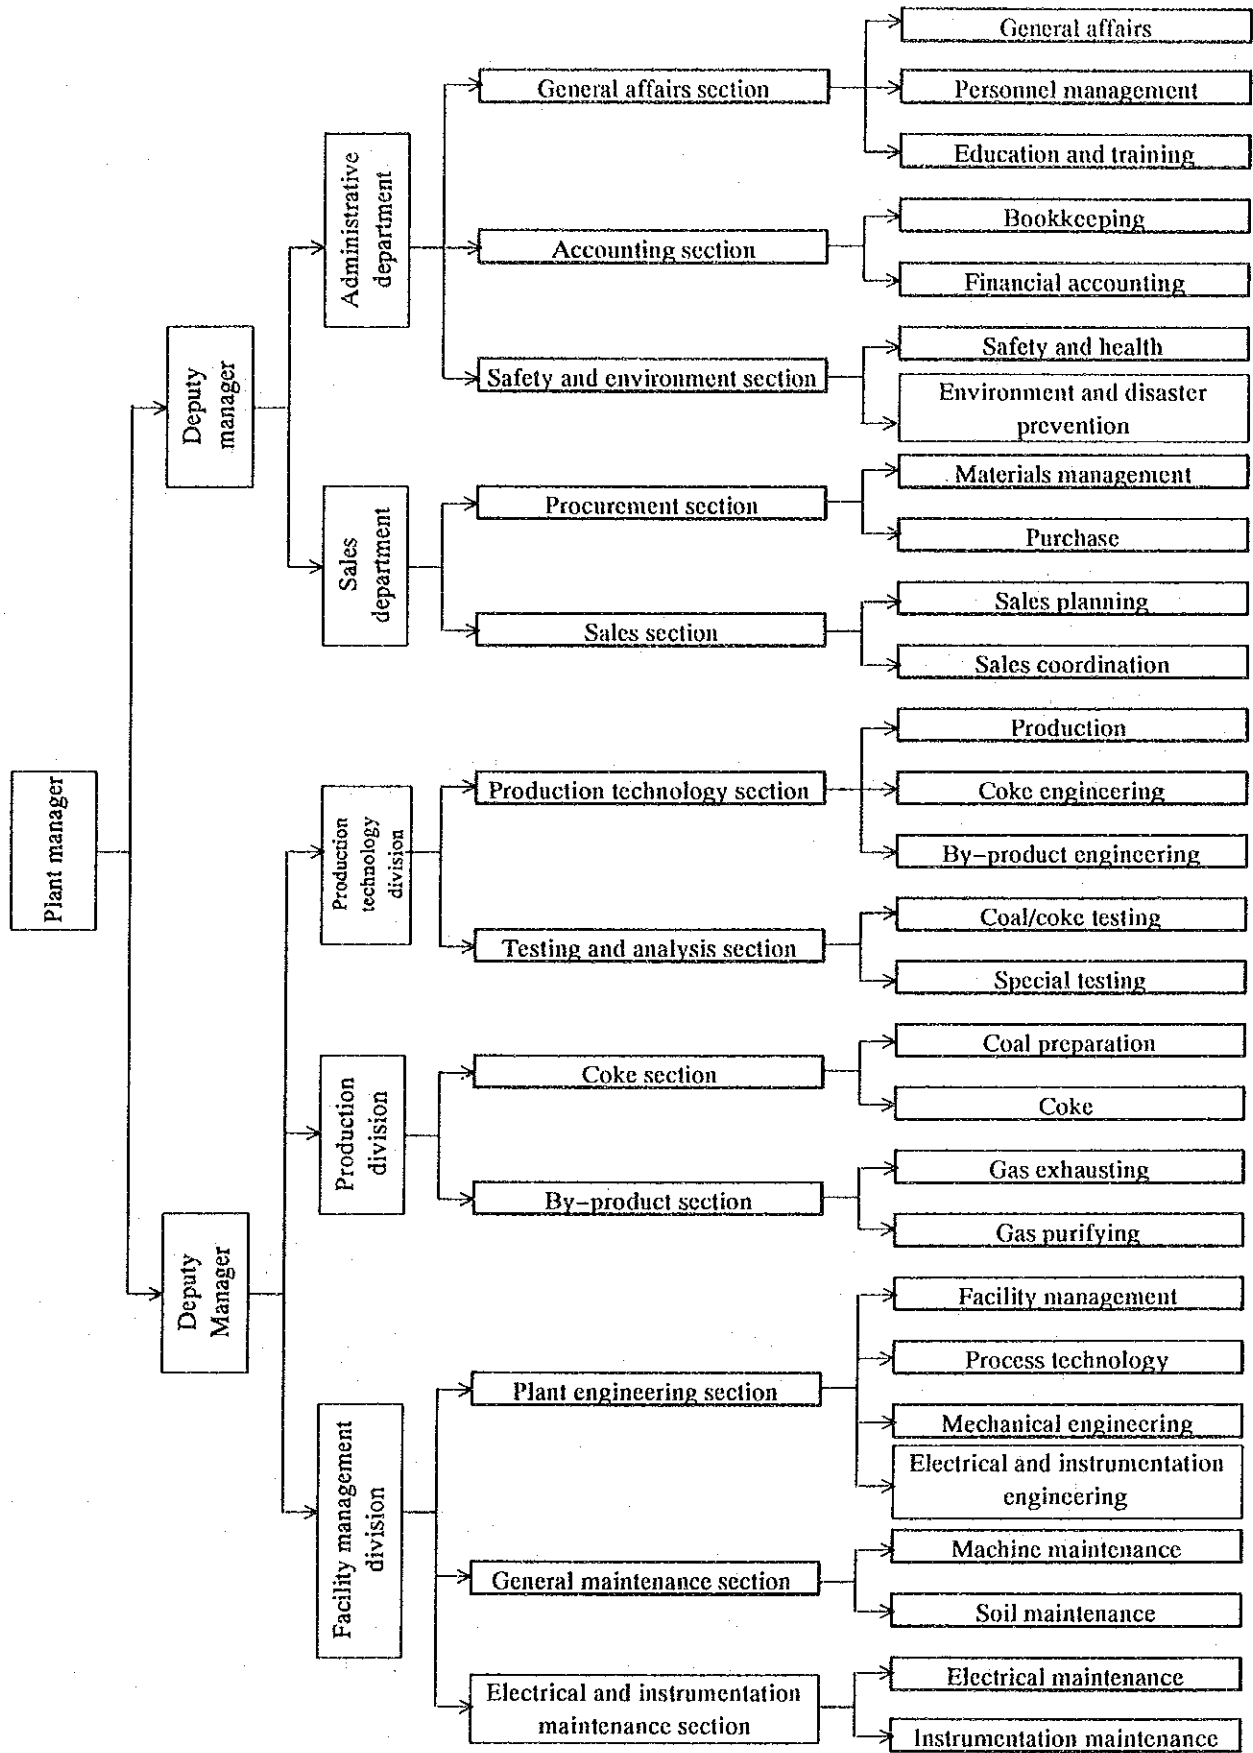 Plant manager
Deputy
manager
Administrative
department
General affairs section
General affairs
Personnel management
Education and training
Accounting section
Bookkeeping
Financial accounting
Safety and environment section
Safety and health
Environment and disaster
prevention
Sales
department
Procurement section
Materials management
Purchase
Sales section
Sales planning
Sales coordination
Deputy
Manager
Production
technology
division
Production technology section
Production
Coke engineering
By-product engineering
Testing and analysis section
Coal/coke testing
Special testing
Production
division
Coke section
Coal preparation
Coke
By-product section
Gas exhausting
Gas purifying
Facility management
division
Plant engineering section
Facility management
Process technology
Mechanical engineering
Electrical and instrumentation
engineering
General maintenance section
Machine maintenance
Soil maintenance
Electrical and instrumentation
maintenance section
Electrical maintenance
Instrumentation maintenance